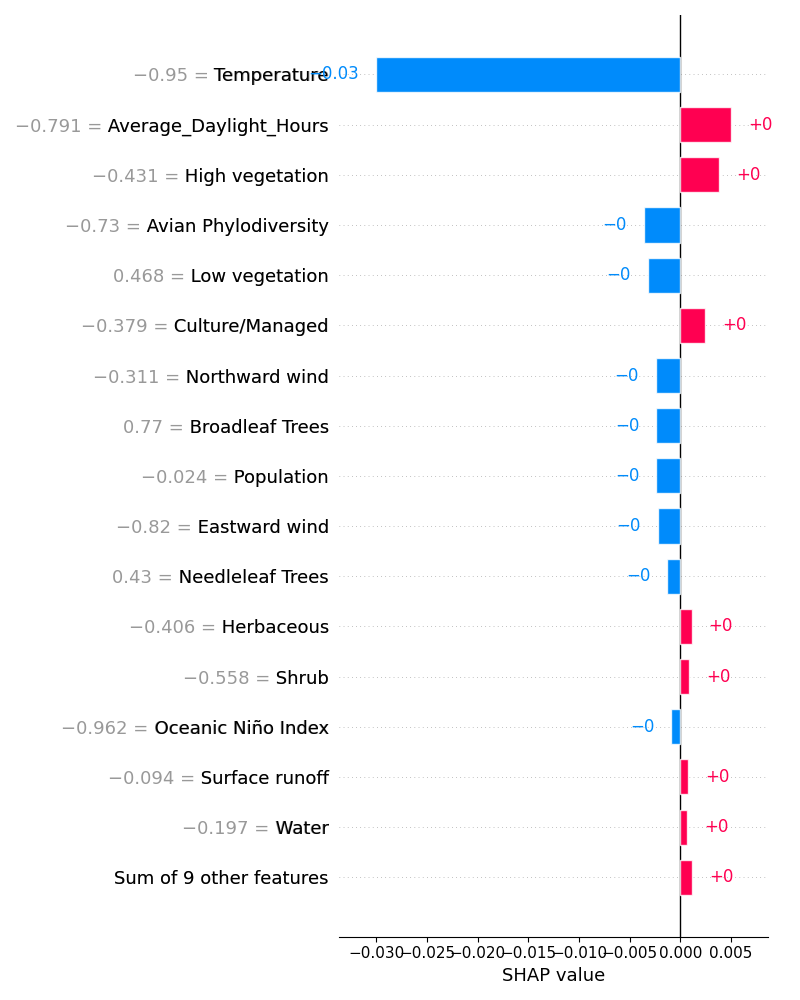 −0.95 = Temperature −0.03
−0.791 = Average_Daylight_Hours +0
−0.431 = High vegetation +0
−0.73 = Avian Phylodiversity −0
0.468 = Low vegetation −0
−0.379 = Culture/Managed +0
−0.311 = Northward wind −0
0.77 = Broadleaf Trees −0
−0.024 = Population −0
−0.82 = Eastward wind −0
0.43 = Needleleaf Trees −0
−0.406 = Herbaceous +0
−0.558 = Shrub +0
−0.962 = Oceanic Niño Index −0
−0.094 = Surface runoff +0
−0.197 = Water +0
Sum of 9 other features +0
−0.030 −0.025 −0.020 −0.015 −0.010 −0.005 0.000 0.005
SHAP value